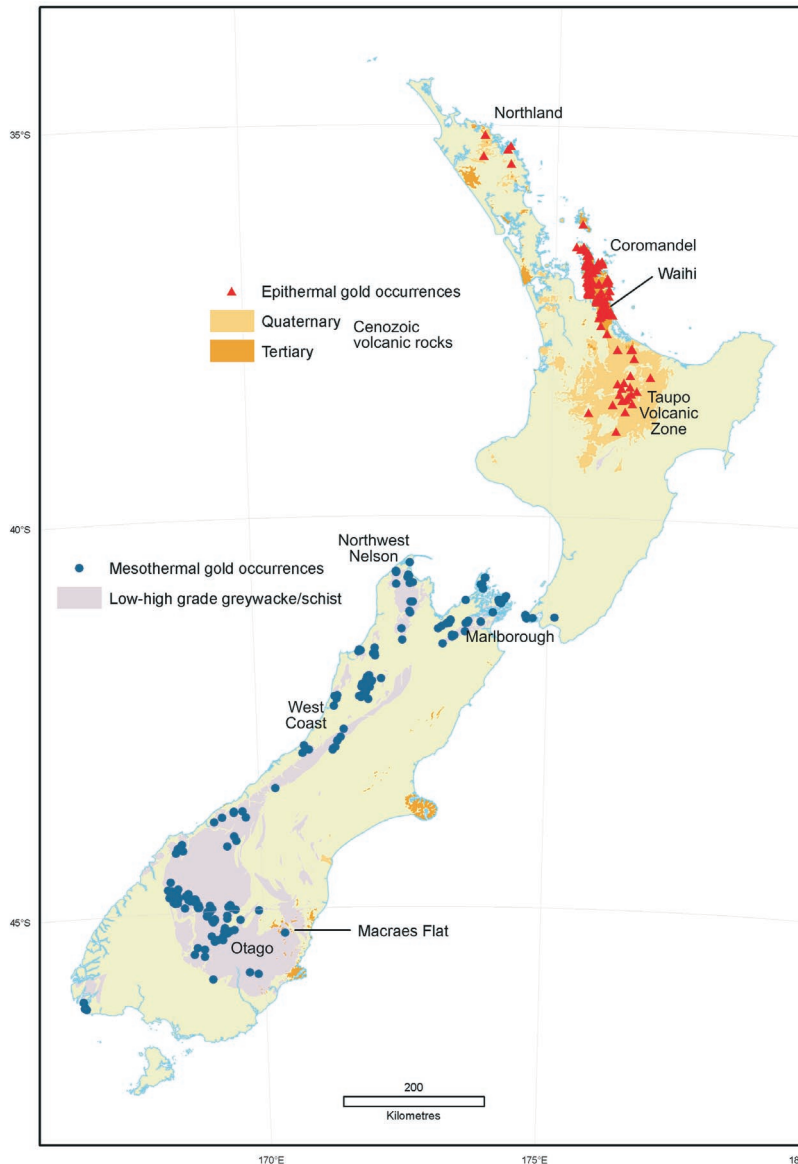 Northland
35°S
Coromandel
Waihi
Epithermal gold occurrences
Quaternary
Cenozoic
volcanic rocks
Tertiary
Taupo
Volcanic
Zone
40°S
Northwest
Nelson
Mesothermal gold occurrences
Low-high grade greywacke/schist
Marlborough
West
Coast
45°S
Macraes Flat
Otago
200
Kilometres
170°E
175°E
18